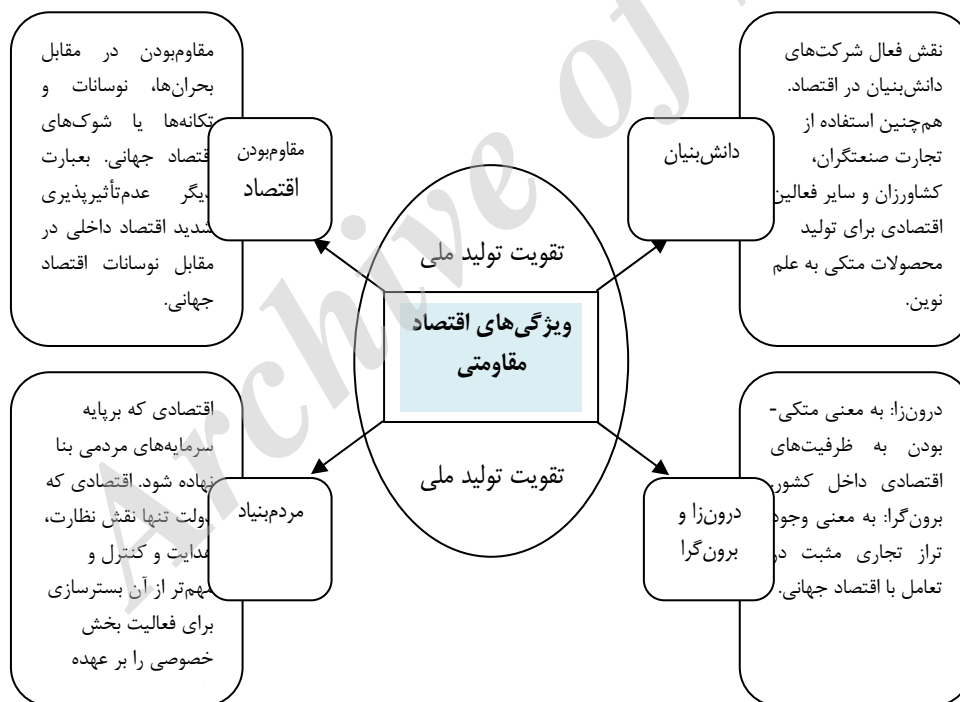 نقش فعال شرکت‌های
دانش‌بنیان در اقتصاد.
هم‌چنین استفاده از
تجارت صنعتگران،
کشاورزان و سایر فعالین
اقتصادی برای تولید
محصولات متکی به علم
نوین.
دانش‌بنیان
مقاوم‌بودن در مقابل
بحران‌ها، نوسانات و
تکانه‌ها یا شوک‌های
اقتصاد جهانی. بعبارت
دیگر عدم‌تأثیرپذیری
شدید اقتصاد داخلی در
مقابل نوسانات اقتصاد
جهانی.
مقاوم‌بودن
اقتصاد
تقویت تولید ملی
ویژگی‌های اقتصاد
مقاومتی
تقویت تولید ملی
درون‌زا: به معنی متکی-
بودن به ظرفیت‌های
اقتصادی داخل کشور.
برون‌گرا: به معنی وجود
تراز تجاری مثبت در
تعامل با اقتصاد جهانی.
درون‌زا و
برون‌گرا
اقتصادی که برپایه
سرمایه‌های مردمی بنا
نهاده شود. اقتصادی که
دولت تنها نقش نظارت،
هدایت و کنترل و
مهم‌تر از آن بسترسازی
برای فعالیت بخش
خصوصی را بر عهده
مردم‌بنیاد
Archive of